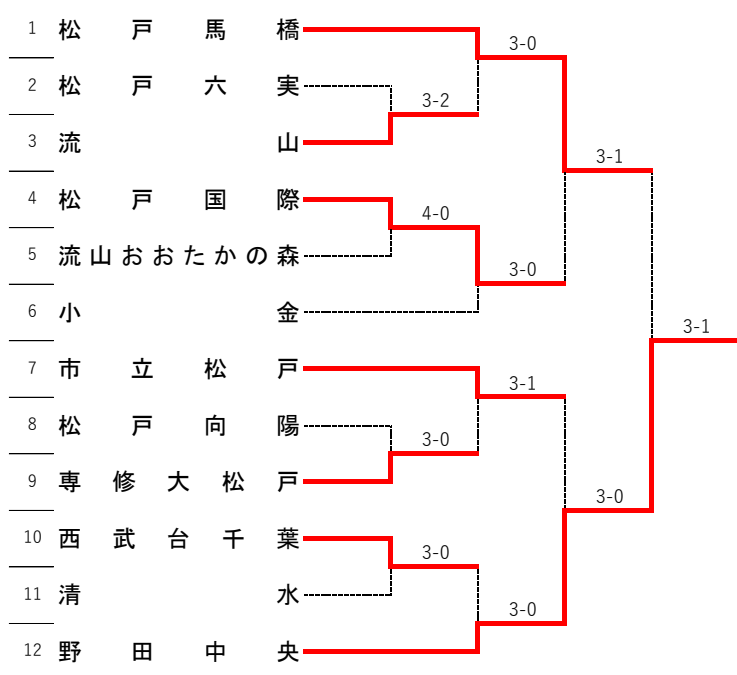 1 松戸馬橋
3-0
2 松戸六実
3-2
3 流山
3-1
4 松戸国際
4-0
5 流山おおたかの森
3-0
6 小金
3-1
7 市立松戸
3-1
8 松戸向陽
3-0
9 専修大松戸
3-0
10 西武台千葉
3-0
11 清水
3-0
12 野田中央